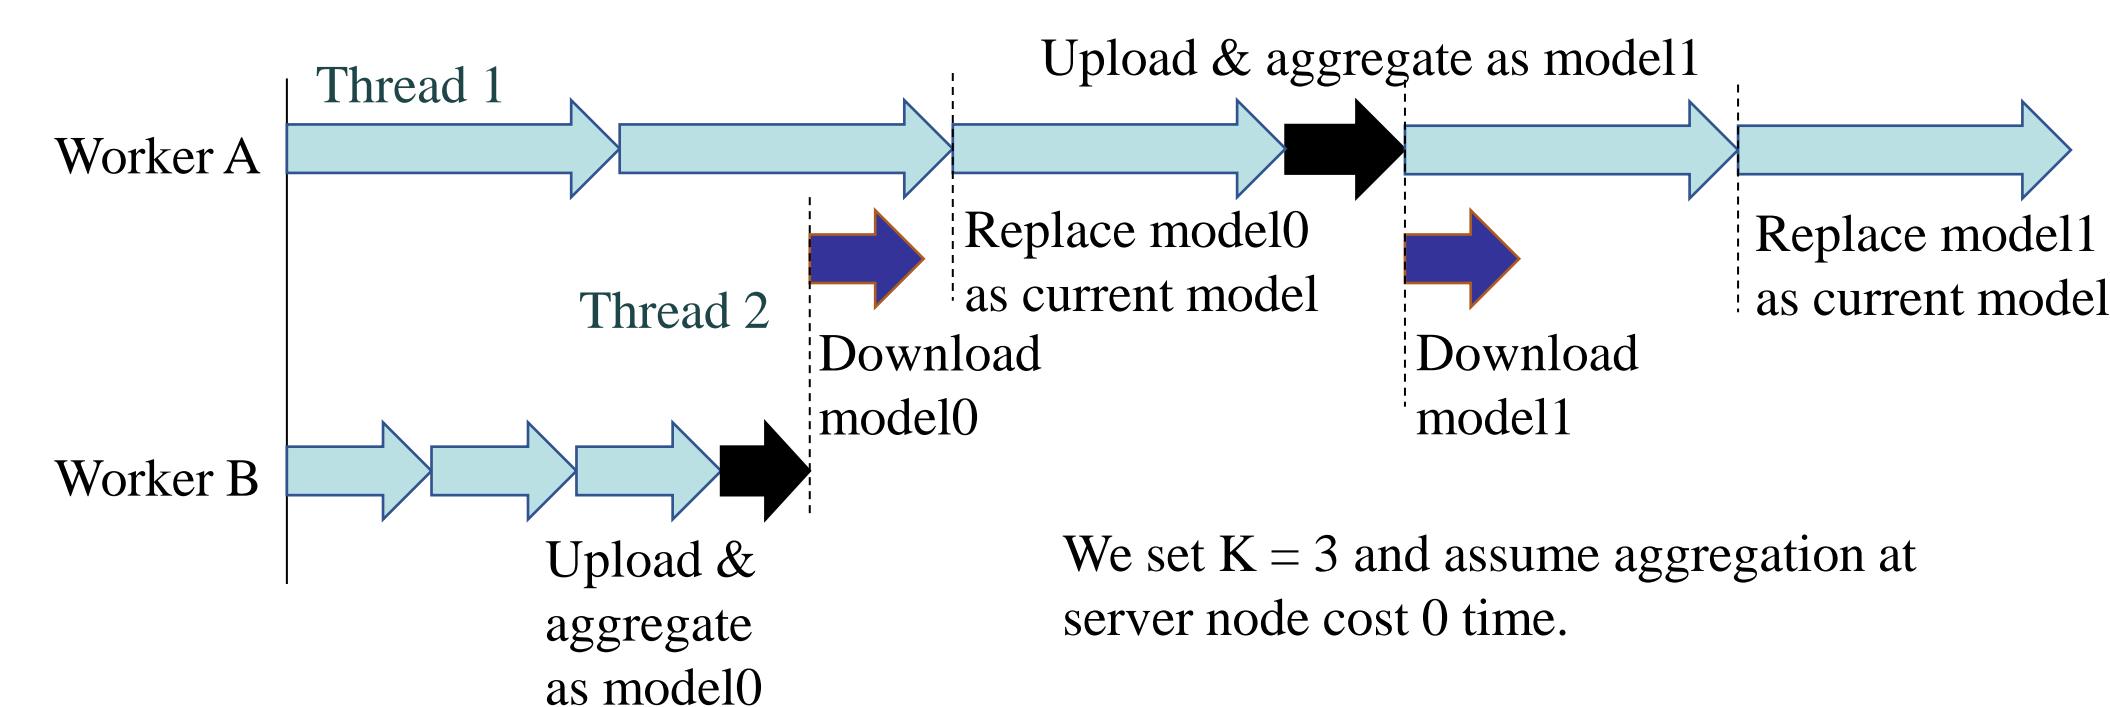 Upload & aggregate as model1
Thread 1
Worker A
Replace model0
as current model
Replace model1
as current model
Thread 2
Download
model0
Download
model1
Worker B
Upload &
aggregate
as model0
We set K = 3 and assume aggregation at
server node cost 0 time.